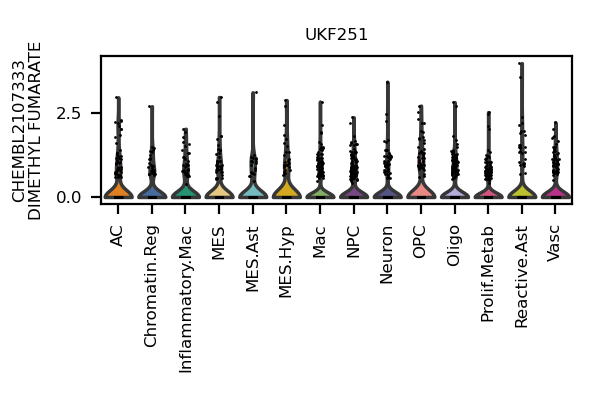 UKF251
CHEMBL2107333
DIMETHYL FUMARATE
2.5
0.0
AC
Chromatin.Reg
Inflammatory.Mac
MES
MES.Ast
MES.Hyp
Mac
NPC
Neuron
OPC
Oligo
Prolif.Metab
Reactive.Ast
Vasc